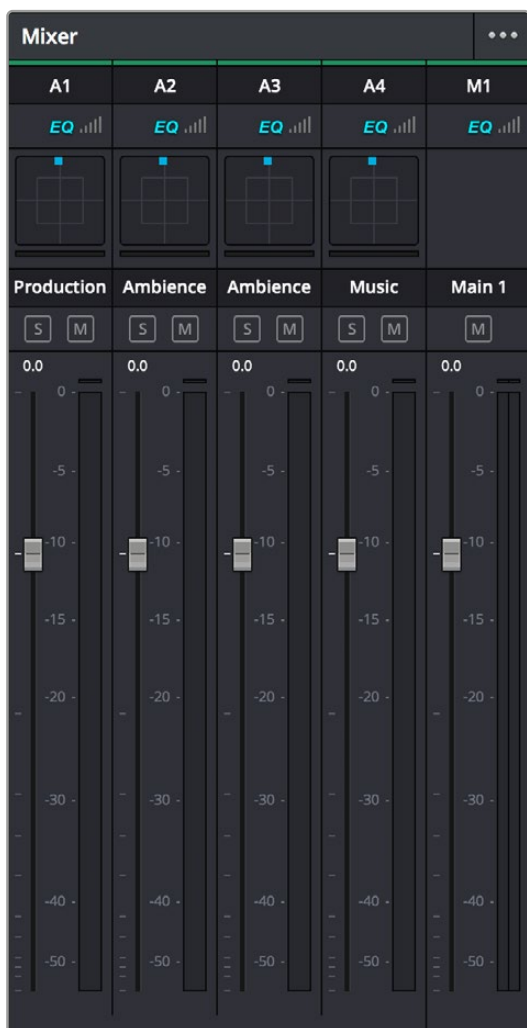 Mixer
A1 A2 A3 A4 M1
EQ EQ EQ EQ EQ
Production Ambience Ambience Music Main 1
S M S M S M S M M
0.0 0.0 0.0 0.0 0.0
0 - 0 - 0 - 0 - 0 -
-5 - -5 - -5 - -5 - -5 -
-10 - -10 - -10 - -10 - -10 -
-15 - -15 - -15 - -15 - -15 -
-20 - -20 - -20 - -20 - -20 -
-30 - -30 - -30 - -30 - -30 -
-40 - -40 - -40 - -40 - -40 -
-50 - -50 - -50 - -50 - -50 -